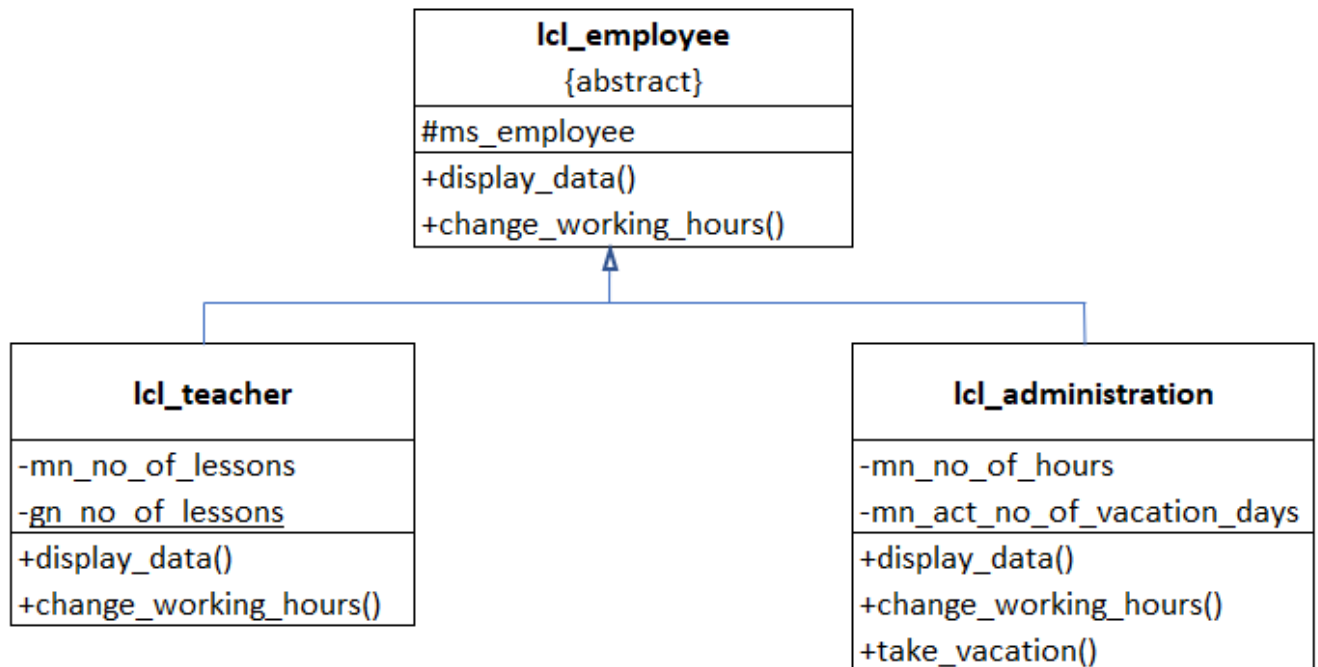 lcl_employee
{abstract}
#ms_employee
+display_data()
+change_working_hours()
lcl_teacher
-mn_no_of_lessons
-gn_no_of_lessons
+display_data()
+change_working_hours()
lcl_administration
-mn_no_of_hours
-mn_act_no_of_vacation_days
+display_data()
+change_working_hours()
+take_vacation()